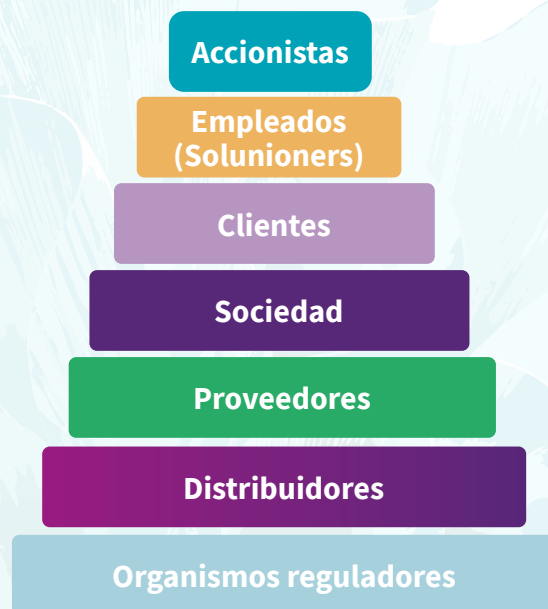 Accionistas
Empleados
(Solunioners)
Clientes
Sociedad
Proveedores
Distribuidores
Organismos reguladores